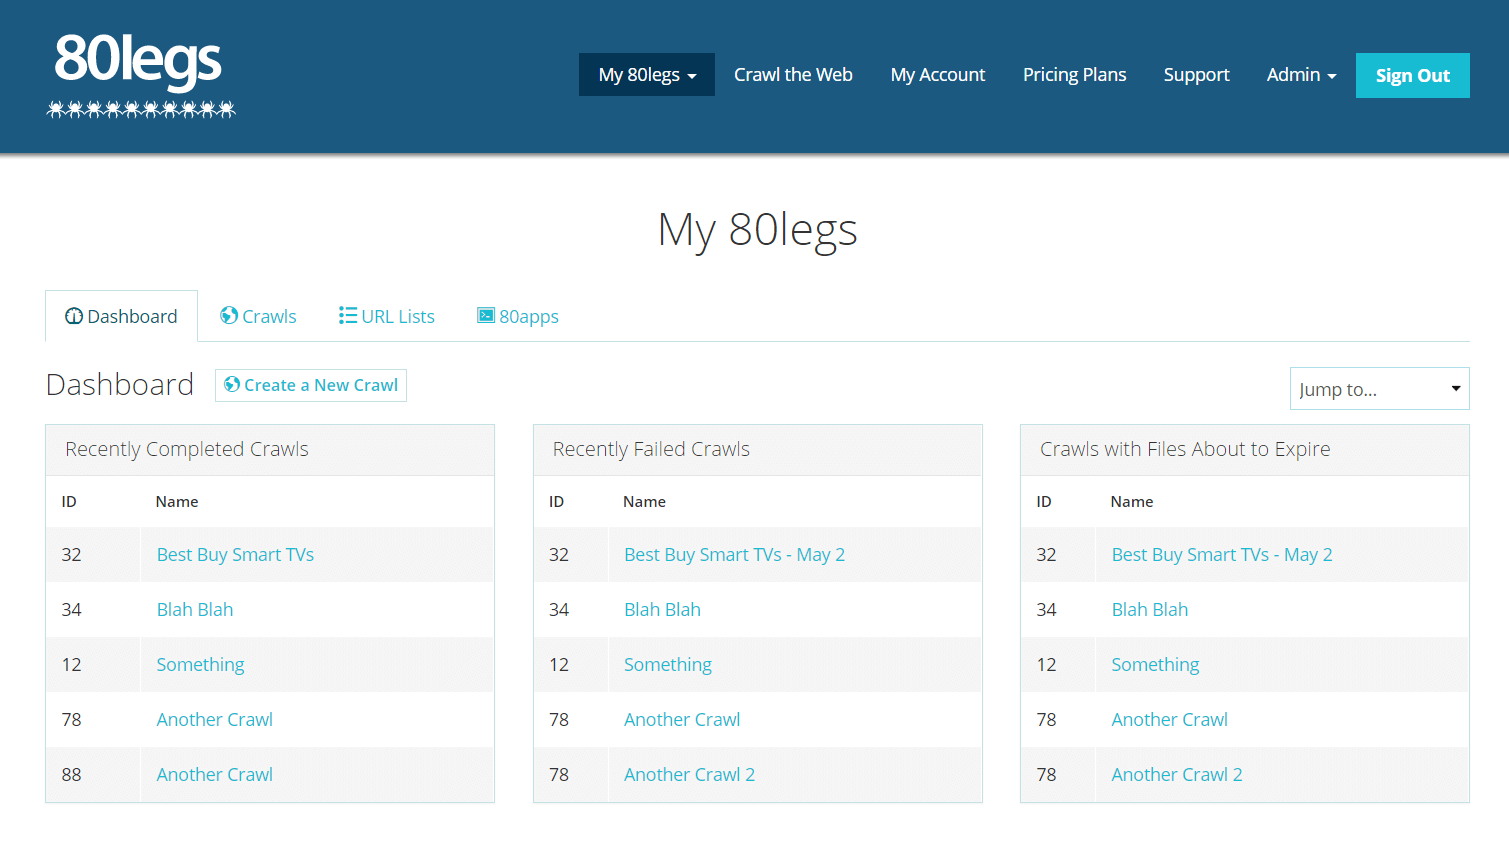 80legs
My 80legs Crawl the Web My Account Pricing Plans Support Admin Sign Out
My 80legs
Dashboard Crawls URL Lists 80apps
Dashboard Create a New Crawl Jump to...
Recently Completed Crawls
ID Name
32 Best Buy Smart TVs
34 Blah Blah
12 Something
78 Another Crawl
88 Another Crawl
Recently Failed Crawls
ID Name
32 Best Buy Smart TVs - May 2
34 Blah Blah
12 Something
78 Another Crawl
78 Another Crawl 2
Crawls with Files About to Expire
ID Name
32 Best Buy Smart TVs - May 2
34 Blah Blah
12 Something
78 Another Crawl
78 Another Crawl 2